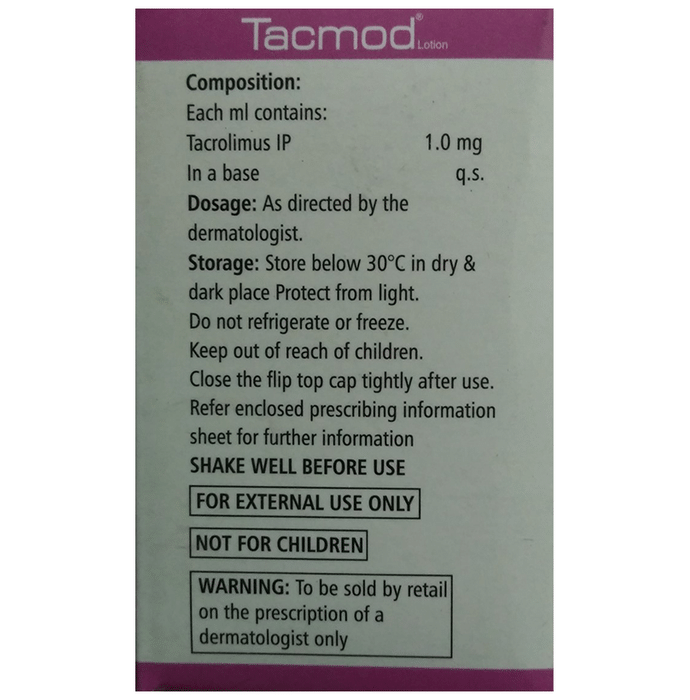 Tacmod® Lotion
Composition:
Each ml contains:
Tacrolimus IP 1.0 mg
In a base q.s.
Dosage: As directed by the
dermatologist.
Storage: Store below 30°C in dry &
dark place Protect from light.
Do not refrigerate or freeze.
Keep out of reach of children.
Close the flip top cap tightly after use.
Refer enclosed prescribing information
sheet for further information
SHAKE WELL BEFORE USE
FOR EXTERNAL USE ONLY
NOT FOR CHILDREN
WARNING: To be sold by retail
on the prescription of a
dermatologist only